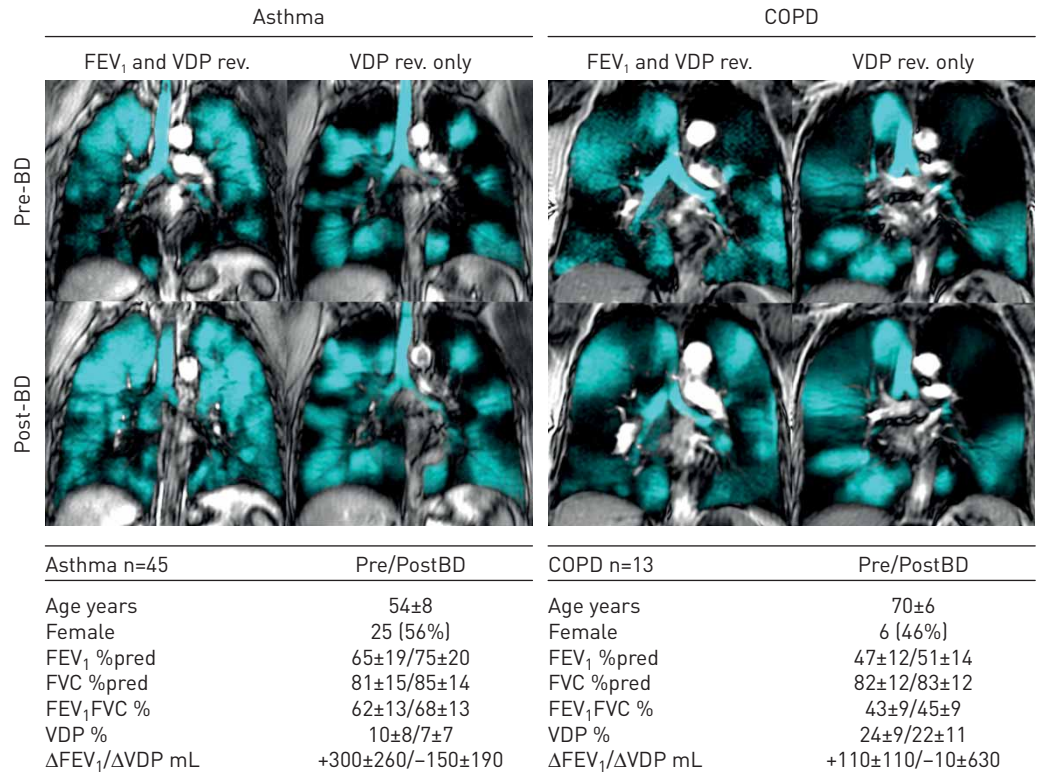 Asthma COPD
FEV₁ and VDP rev. VDP rev. only FEV₁ and VDP rev. VDP rev. only
Pre-BD
Post-BD
Asthma n=45 Pre/PostBD
Age years 54±8
Female 25 (56%)
FEV₁ %pred 65±19/75±20
FVC %pred 81±15/85±14
FEV₁FVC % 62±13/68±13
VDP % 10±8/7±7
ΔFEV₁/ΔVDP mL +300±260/–150±190
COPD n=13 Pre/PostBD
Age years 70±6
Female 6 (46%)
FEV₁ %pred 47±12/51±14
FVC %pred 82±12/83±12
FEV₁FVC % 43±9/45±9
VDP % 24±9/22±11
ΔFEV₁/ΔVDP mL +110±110/–10±630